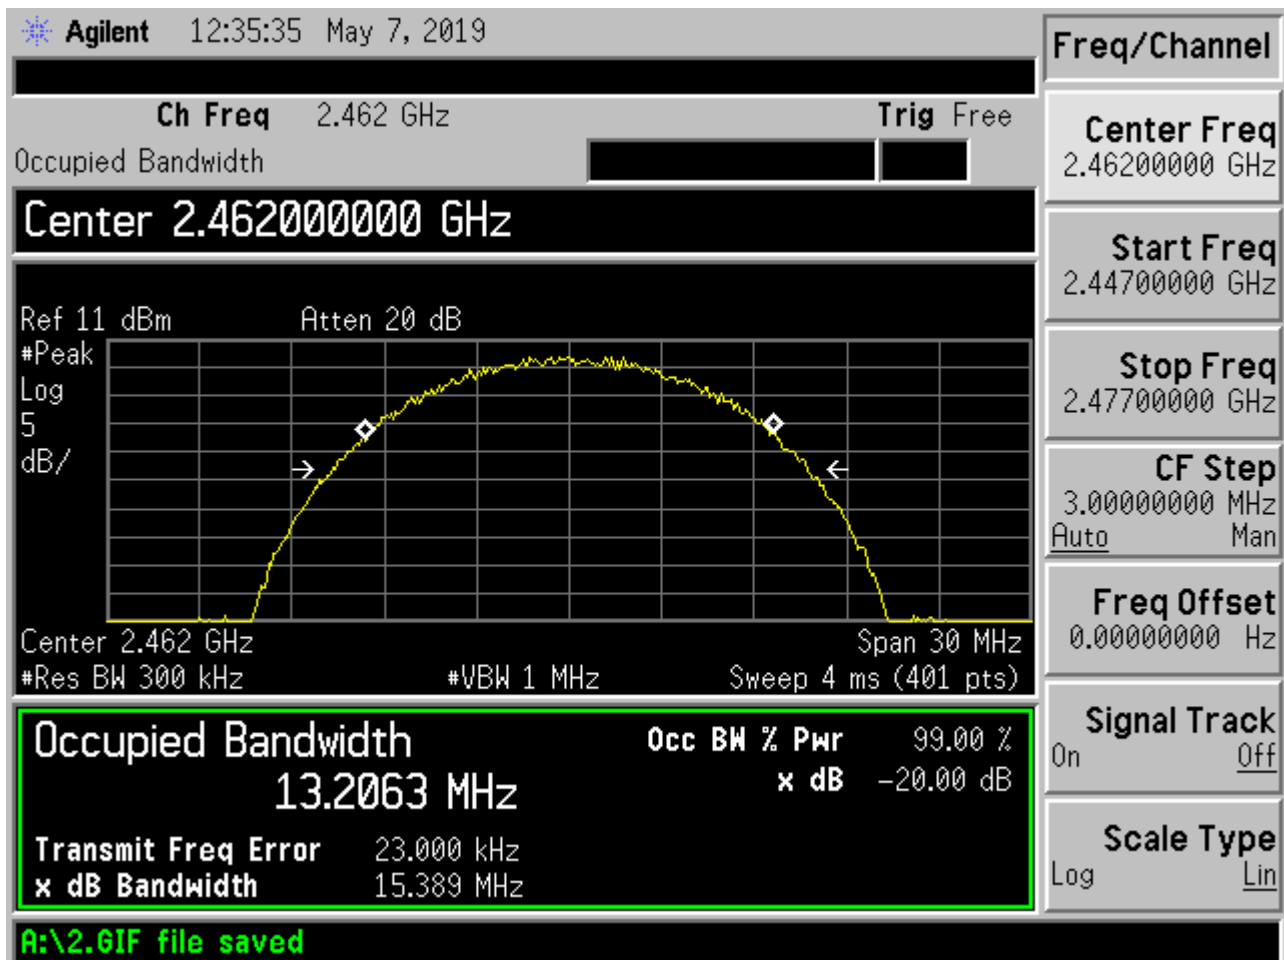 Agilent 12:35:35 May 7, 2019
Ch Freq 2.462 GHz Trig Free
Occupied Bandwidth
Center 2.462000000 GHz
Ref 11 dBm Atten 20 dB
#Peak
Log
5
dB/
Center 2.462 GHz Span 30 MHz
#Res BW 300 kHz #VBW 1 MHz Sweep 4 ms (401 pts)
Occupied Bandwidth Occ BW % Pwr 99.00 %
13.2063 MHz x dB -20.00 dB
Transmit Freq Error 23.000 kHz
x dB Bandwidth 15.389 MHz
A:\2.GIF file saved
Freq/Channel
Center Freq
2.46200000 GHz
Start Freq
2.44700000 GHz
Stop Freq
2.47700000 GHz
CF Step
3.00000000 MHz
Auto Man
Freq Offset
0.00000000 Hz
Signal Track
On Off
Scale Type
Log Lin